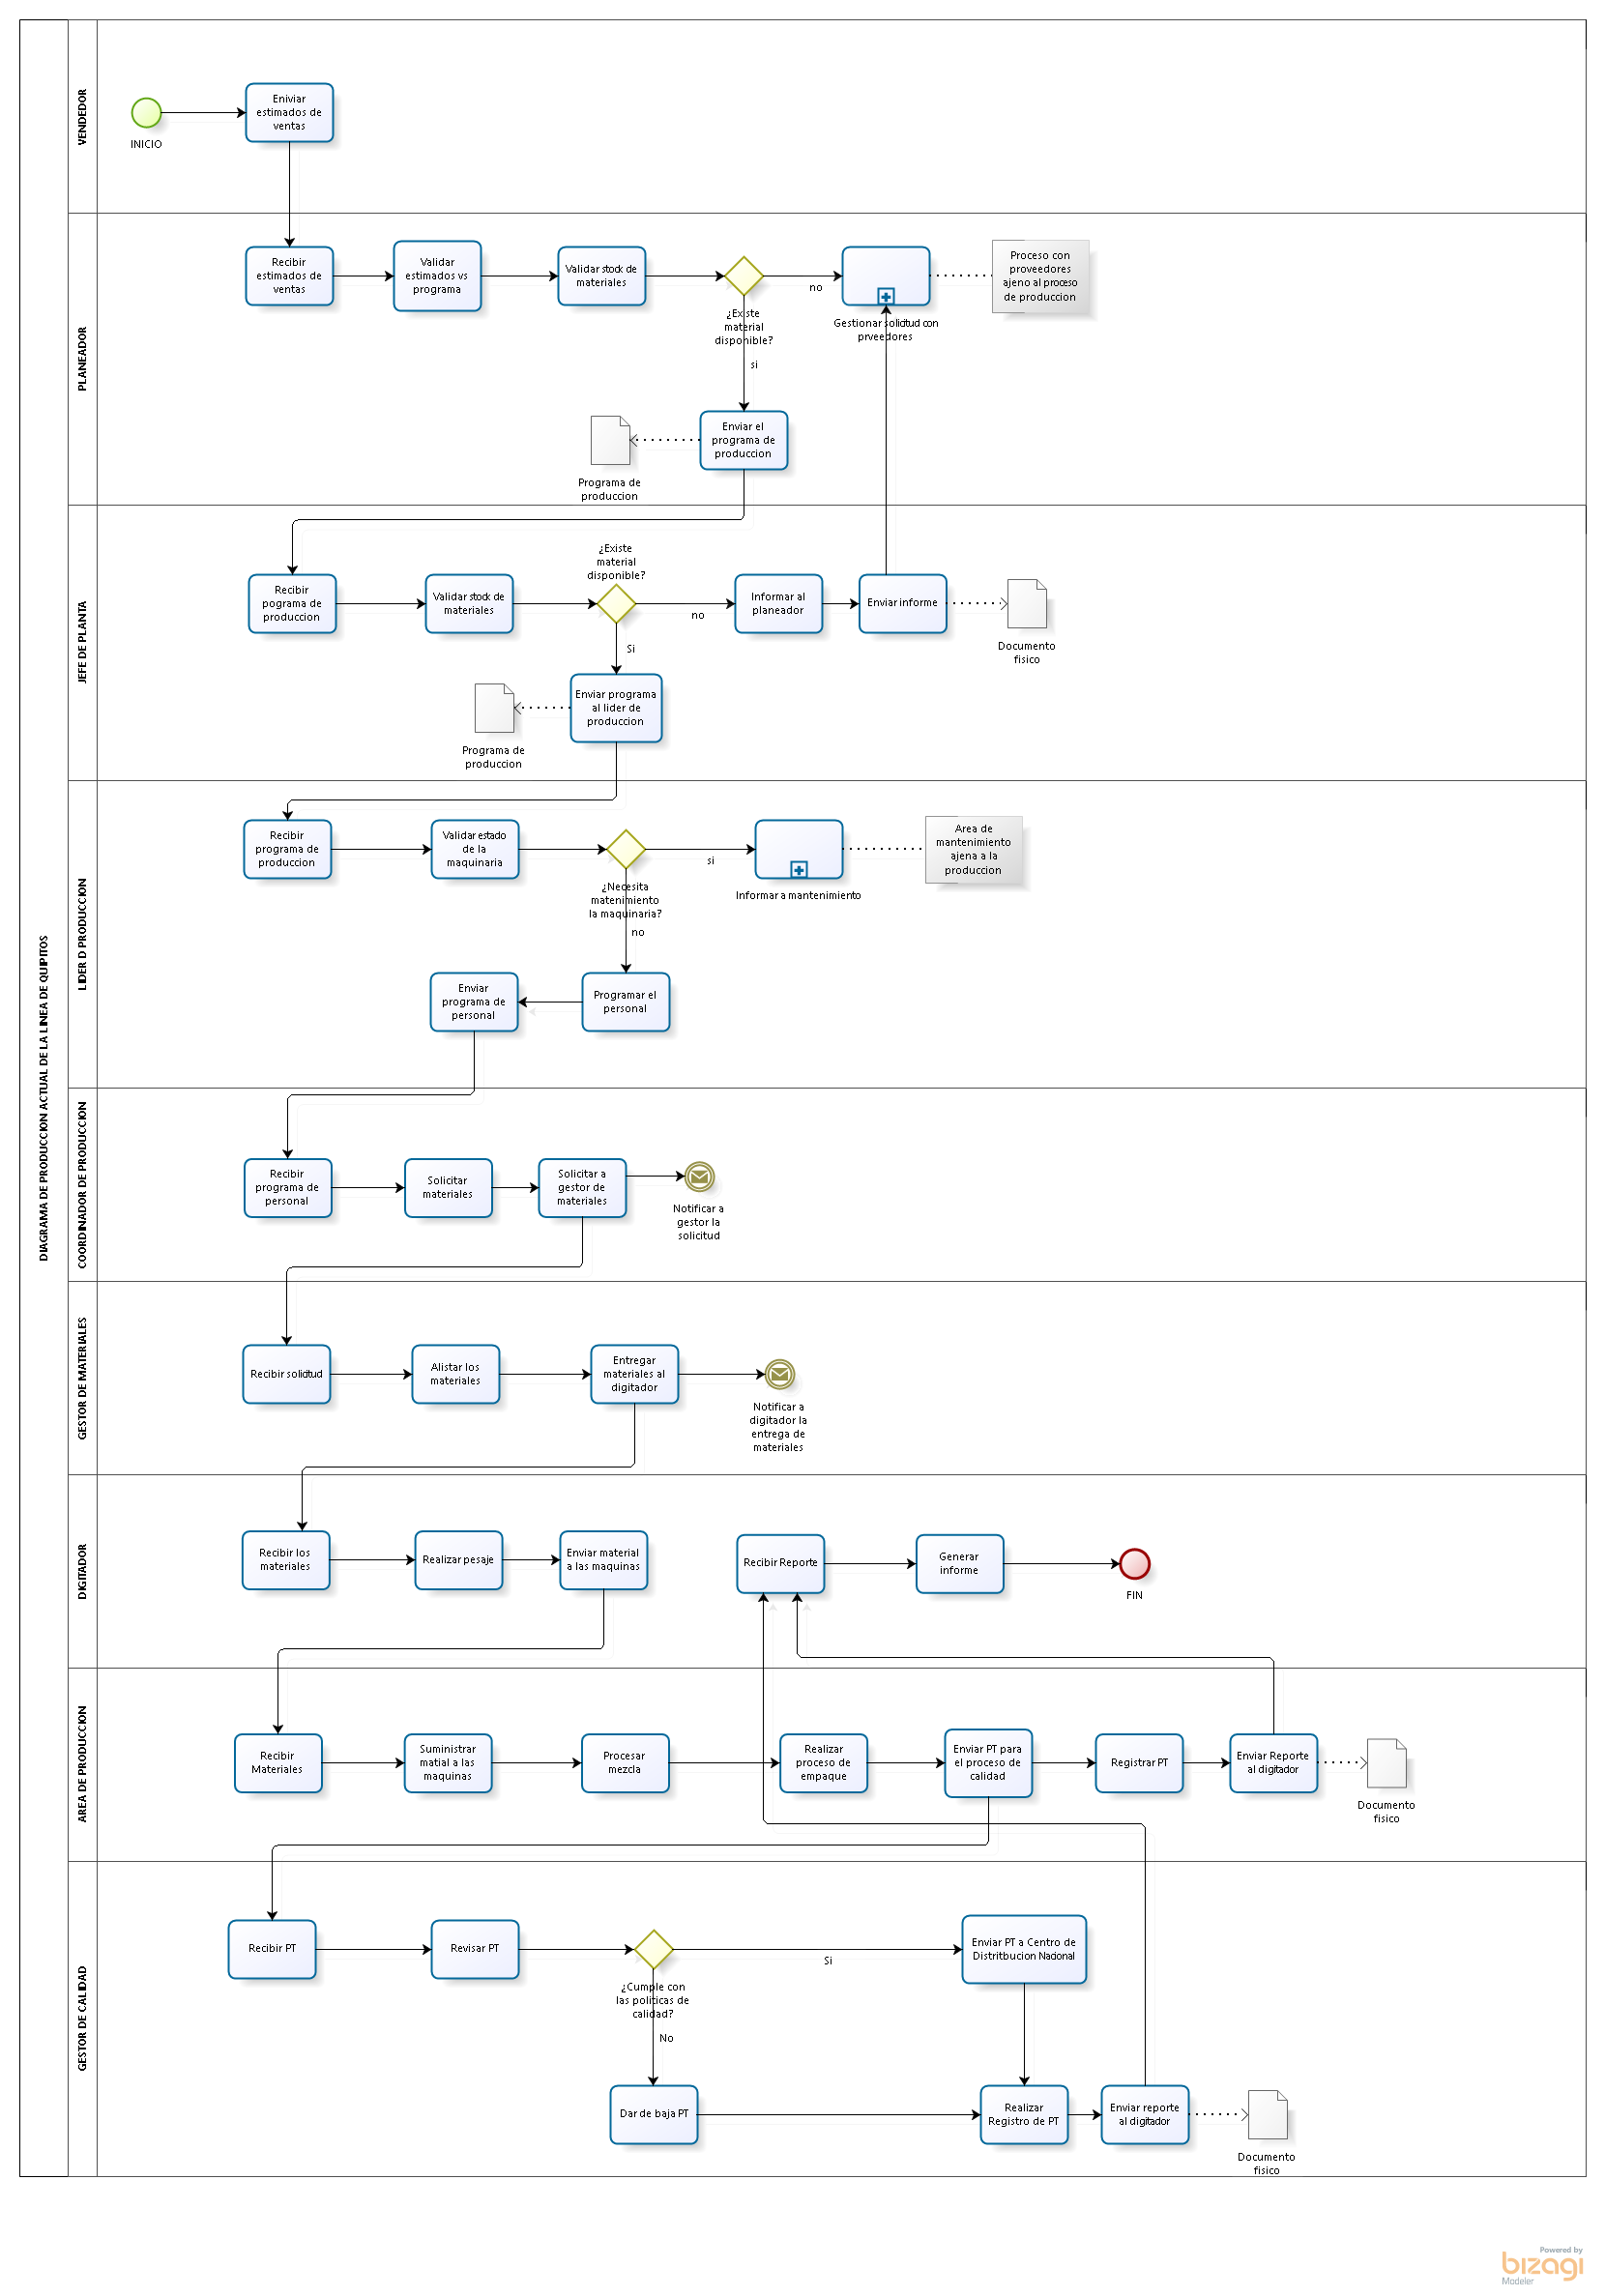 DIAGRAMA DE PRODUCCION ACTUAL DE LA LINEA DE QUIPITOS
VENDEDOR
INICIO
Eniviar
estimados de
ventas
PLANEADOR
Recibir
estimados de
ventas
Validar
estimados vs
programa
Validar stock de
materiales
¿Existe
material
disponible?
no
si
Gestionar solicitud con
prveedores
Proceso con
proveedores
ajeno al proceso
de produccion
Enviar el
programa de
produccion
Programa de
produccion
JEFE DE PLANTA
Recibir
pograma de
produccion
Validar stock de
materiales
¿Existe
material
disponible?
no
Si
Informar al
planeador
Enviar informe
Documento
fisico
Enviar programa
al lider de
produccion
Programa de
produccion
LIDER D PRODUCCION
Recibir
programa de
produccion
Validar estado
de la
maquinaria
¿Necesita
matenimiento
la maquinaria?
si
no
Informar a mantenimiento
Area de
mantenimiento
ajena a la
produccion
Enviar
programa de
personal
Programar el
personal
COORDINADOR DE PRODUCCION
Recibir
programa de
personal
Solicitar
materiales
Solicitar a
gestor de
materiales
Notificar a
gestor la
solicitud
GESTOR DE MATERIALES
Recibir solicitud
Alistar los
materiales
Entregar
materiales al
digitador
Notificar a
digitador la
entrega de
materiales
DIGITADOR
Recibir los
materiales
Realizar pesaje
Enviar material
a las maquinas
Recibir Reporte
Generar
informe
FIN
AREA DE PRODUCCION
Recibir
Materiales
Suministrar
matial a las
maquinas
Procesar
mezcla
Realizar
proceso de
empaque
Enviar PT para
el proceso de
calidad
Registrar PT
Enviar Reporte
al digitador
Documento
fisico
GESTOR DE CALIDAD
Recibir PT
Revisar PT
¿Cumple con
las politicas de
calidad?
Si
No
Enviar PT a Centro de
Distritbucion Nacional
Dar de baja PT
Realizar
Registro de PT
Enviar reporte
al digitador
Documento
fisico
Powered by
bizagi
Modeler